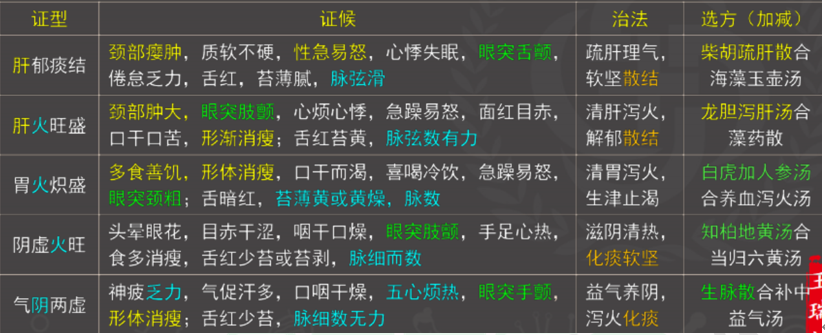 证型 证候 治法 选方（加减）
肝郁痰结 颈部瘿肿，质软不硬，性急易怒，心悸失眠，眼突舌颤， 疏肝理气， 柴胡疏肝散合
倦怠乏力，舌红，苔薄腻，脉弦滑 软坚散结 海藻玉壶汤
肝火旺盛 颈部肿大，眼突肢颤，心烦心悸，急躁易怒，面红目赤， 清肝泻火， 龙胆泻肝汤合
口干口苦，形渐消瘦；舌红苔黄，脉弦数有力 解郁散结 藻药散
胃火炽盛 多食善饥，形体消瘦，口干而渴，喜喝冷饮，急躁易怒， 清胃泻火， 白虎加人参汤
眼突颈粗；舌暗红，苔薄黄或黄燥，脉数 生津止渴 合养血泻火汤
阴虚火旺 头晕眼花，目赤干涩，咽干口燥，眼突肢颤，手足心热， 滋阴清热， 知柏地黄汤合
食多消瘦，舌红少苔或苔剥，脉细而数 化痰软坚 当归六黄汤
气阴两虚 神疲乏力，气促汗多，口咽干燥，五心烦热，眼突手颤， 益气养阴， 生脉散合补中
形体消瘦；舌红少苔，脉细数无力 泻火化痰 益气汤
王
瑞